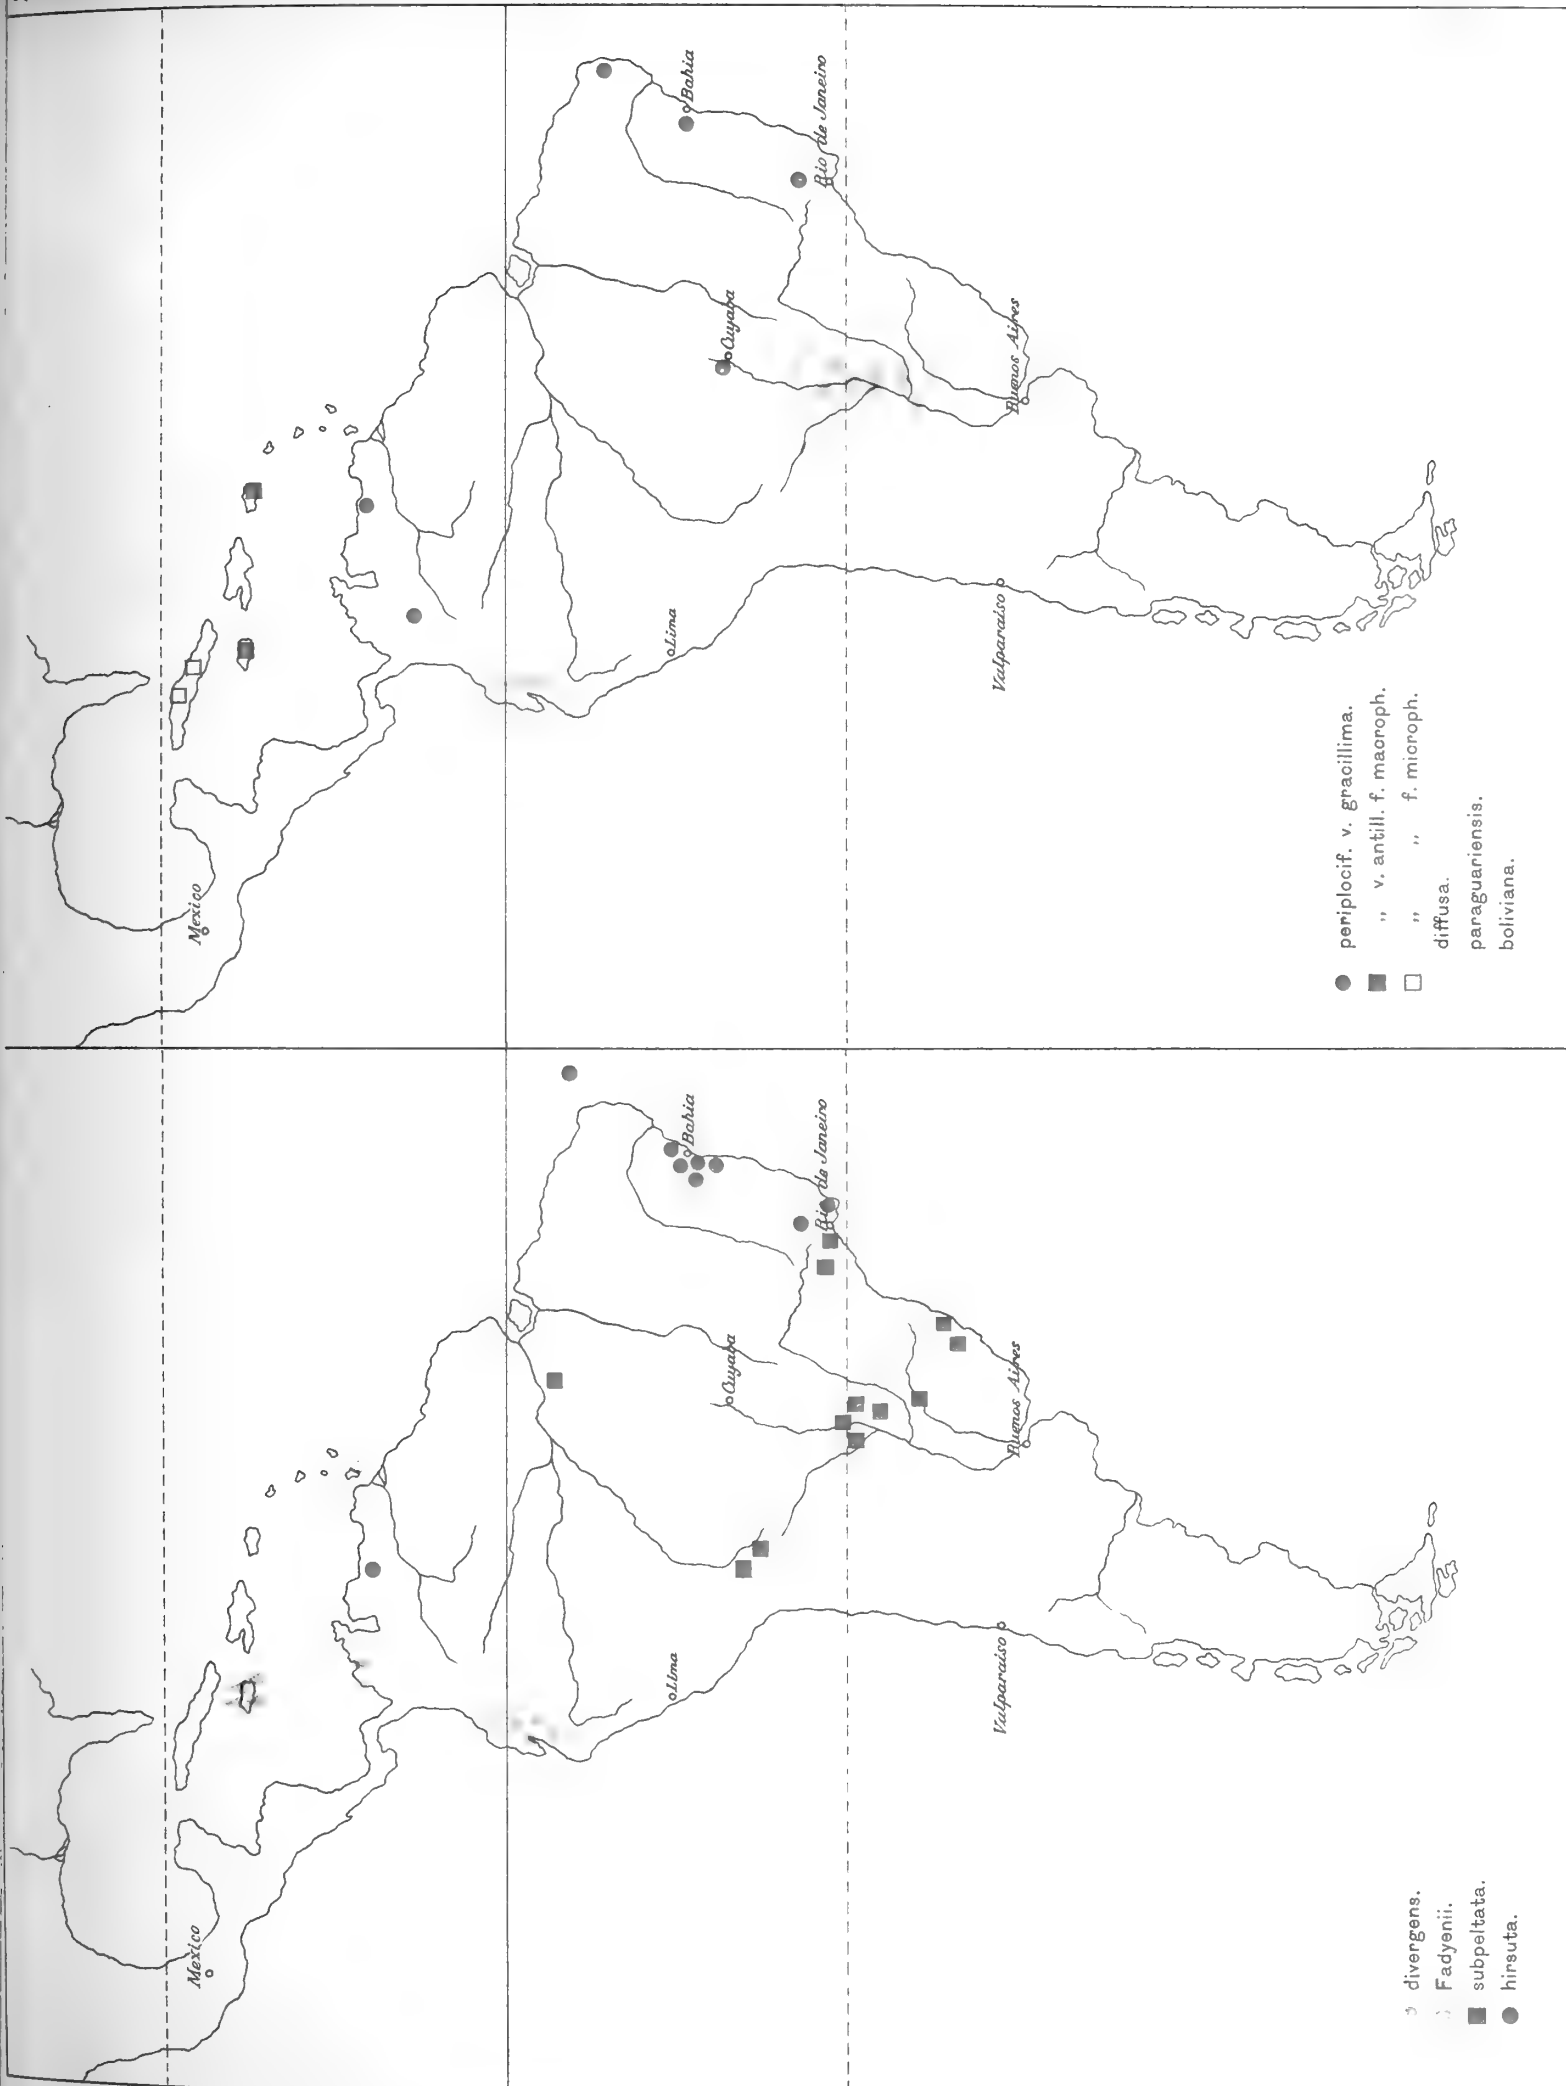 Mexico
Lima
Cuyaba
Bahia
Rio de Janeiro
Valparaiso
Buenos Aires
periplocif. v. gracillima.
„ v. antill. f. macroph.
„ „ f. microph.
diffusa.
paraguariensis.
boliviana.
Mexico
Lima
Cuyaba
Bahia
Rio de Janeiro
Valparaiso
Buenos Aires
divergens.
Fadyenii.
subpeltata.
hirsuta.